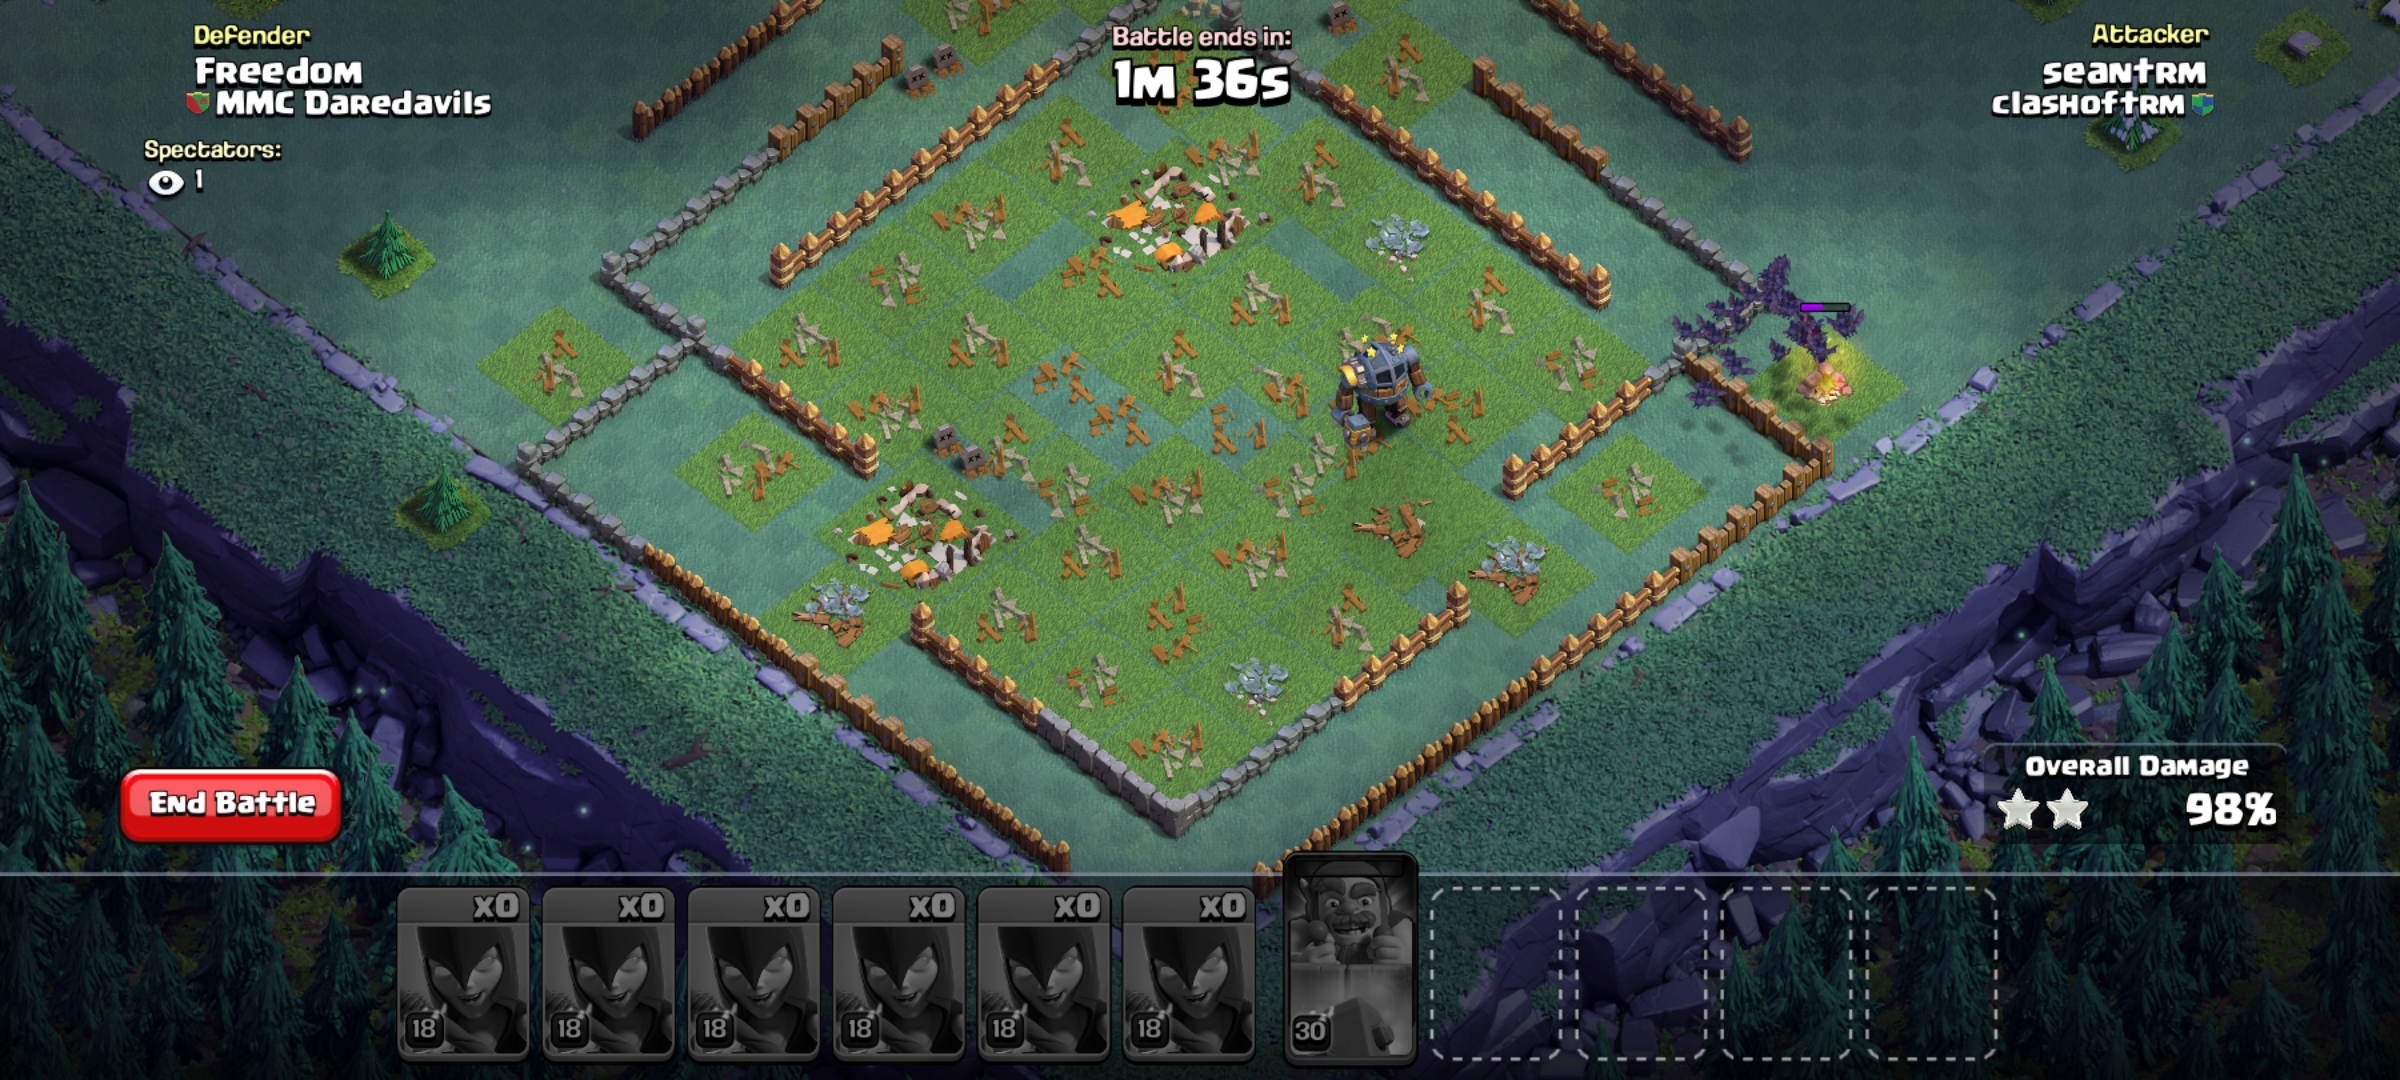 Defender
Freedom
MMC Daredavils
Spectators:
1
Battle ends in:
1M 36s
Attacker
seantrm
clashoftrm
End Battle
Overall Damage
98%
x0 x0 x0 x0 x0 x0
18 18 18 18 18 18 30